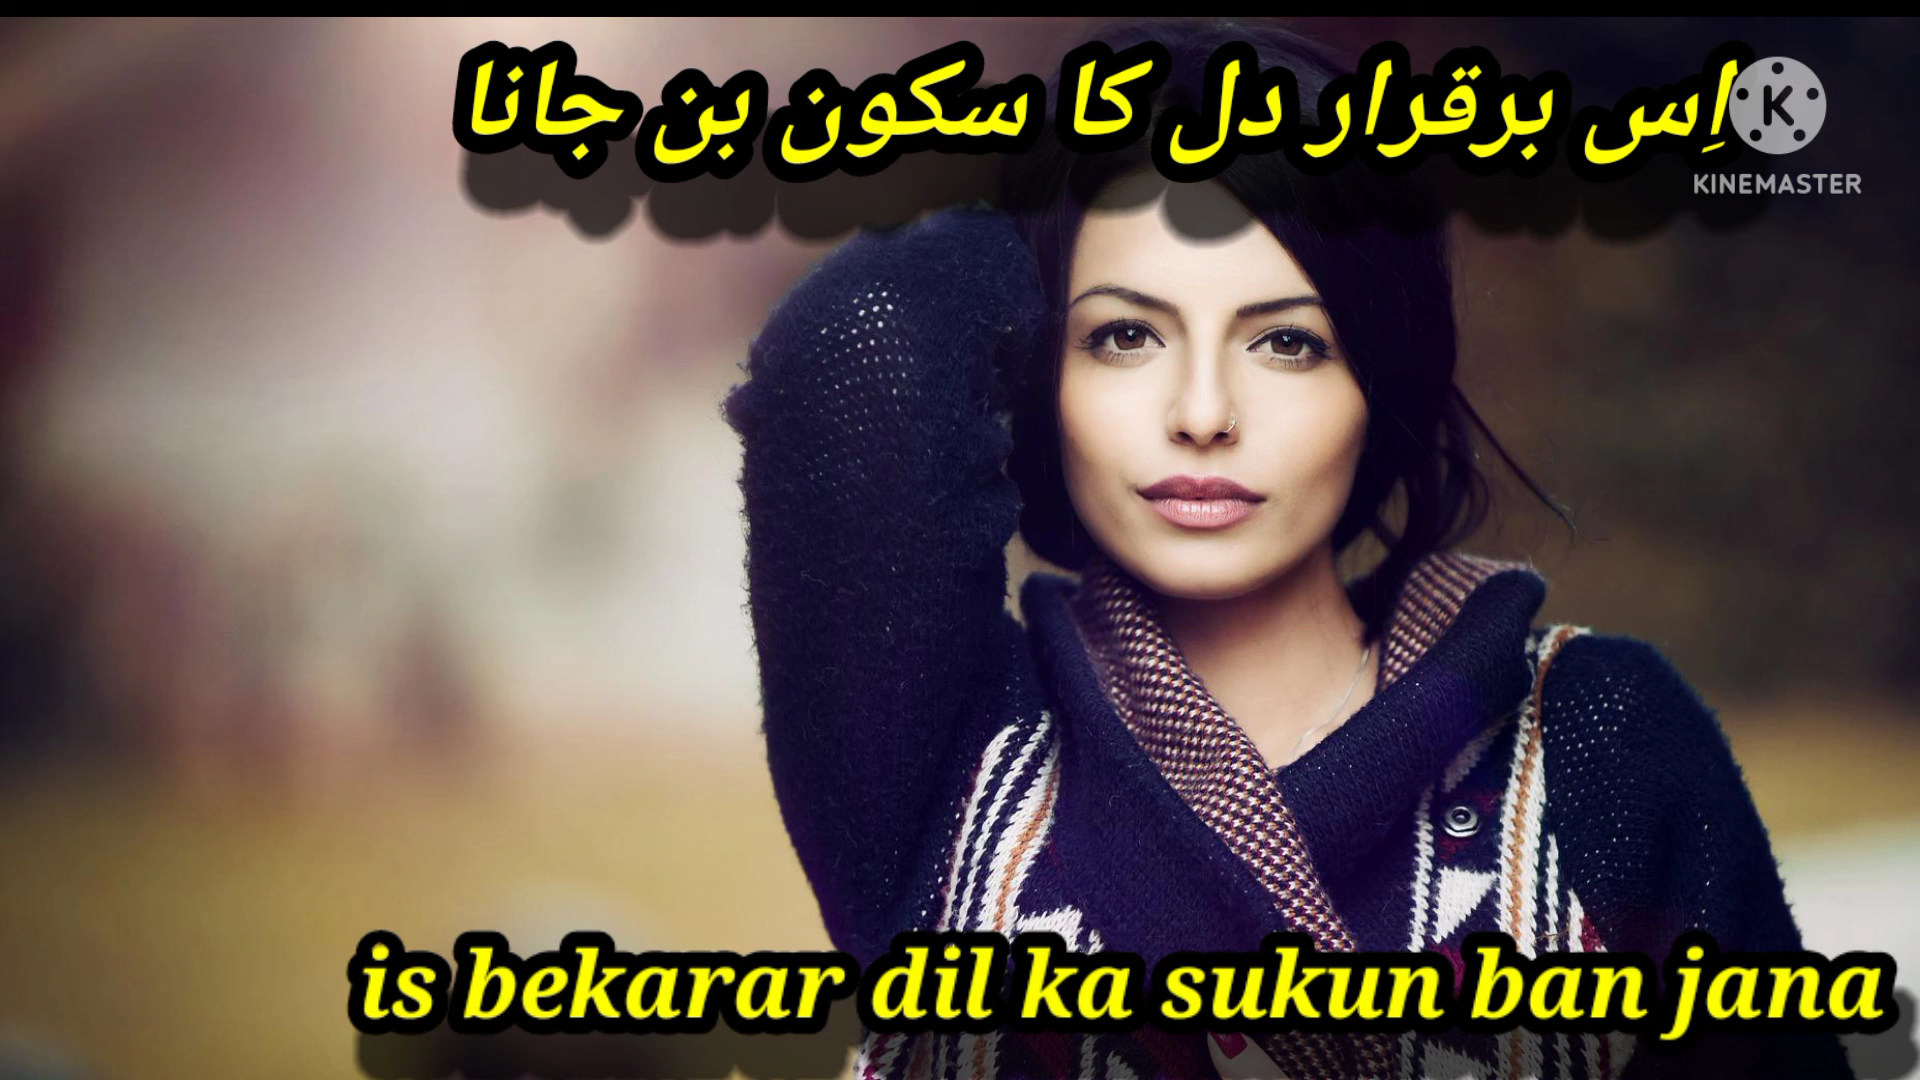 اِس برقرار دل کا سکون بن جانا
K
KINEMASTER
is bekarar dil ka sukun ban jana